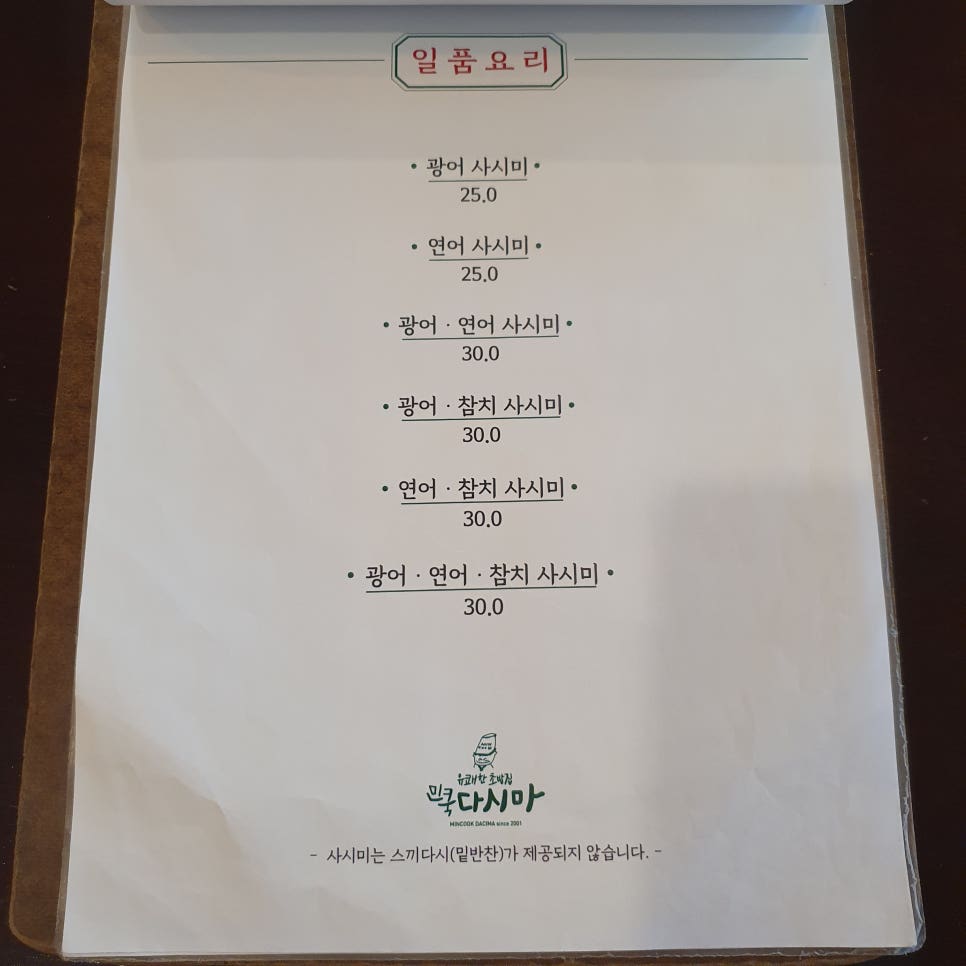 일품요리
• 광어 사시미 •
25.0
• 연어 사시미 •
25.0
• 광어 · 연어 사시미 •
30.0
• 광어 · 참치 사시미 •
30.0
• 연어 · 참치 사시미 •
30.0
• 광어 · 연어 · 참치 사시미 •
30.0
유쾌한 초밥집
민쿡다시마
MINCOOK DACIMA since 2001
- 사시미는 스끼다시(밑반찬)가 제공되지 않습니다. -